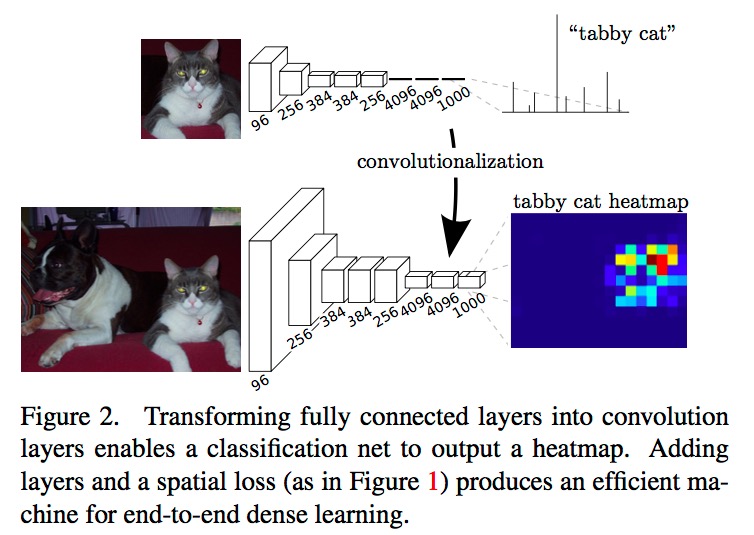 "tabby cat"
96
256
384
384
256
4096
4096
1000
convolutionalization
tabby cat heatmap
96
256
384
384
256
4096
4096
1000
Figure 2. Transforming fully connected layers into convolution
layers enables a classification net to output a heatmap. Adding
layers and a spatial loss (as in Figure 1) produces an efficient ma-
chine for end-to-end dense learning.